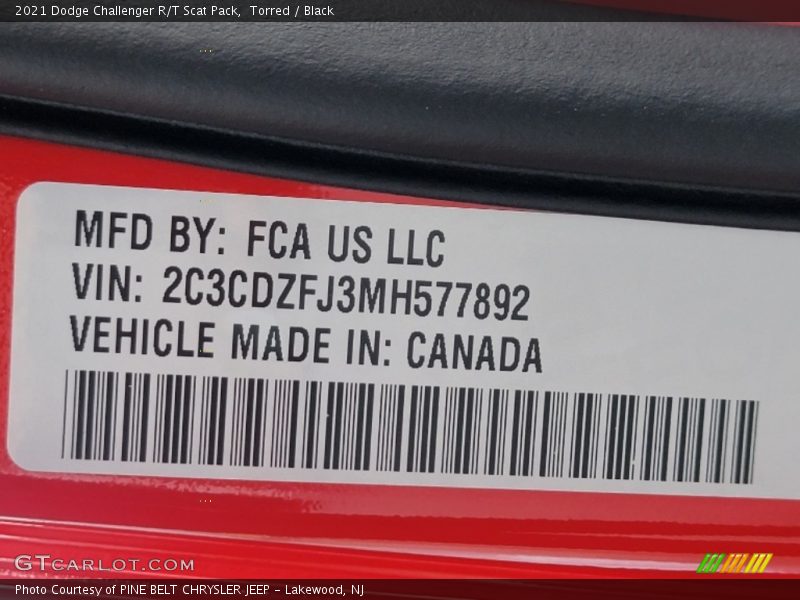 2021 Dodge Challenger R/T Scat Pack, Torred / Black
MFD BY: FCA US LLC
VIN: 2C3CDZFJ3MH577892
VEHICLE MADE IN: CANADA
GTCARLOT.COM
Photo Courtesy of PINE BELT CHRYSLER JEEP - Lakewood, NJ